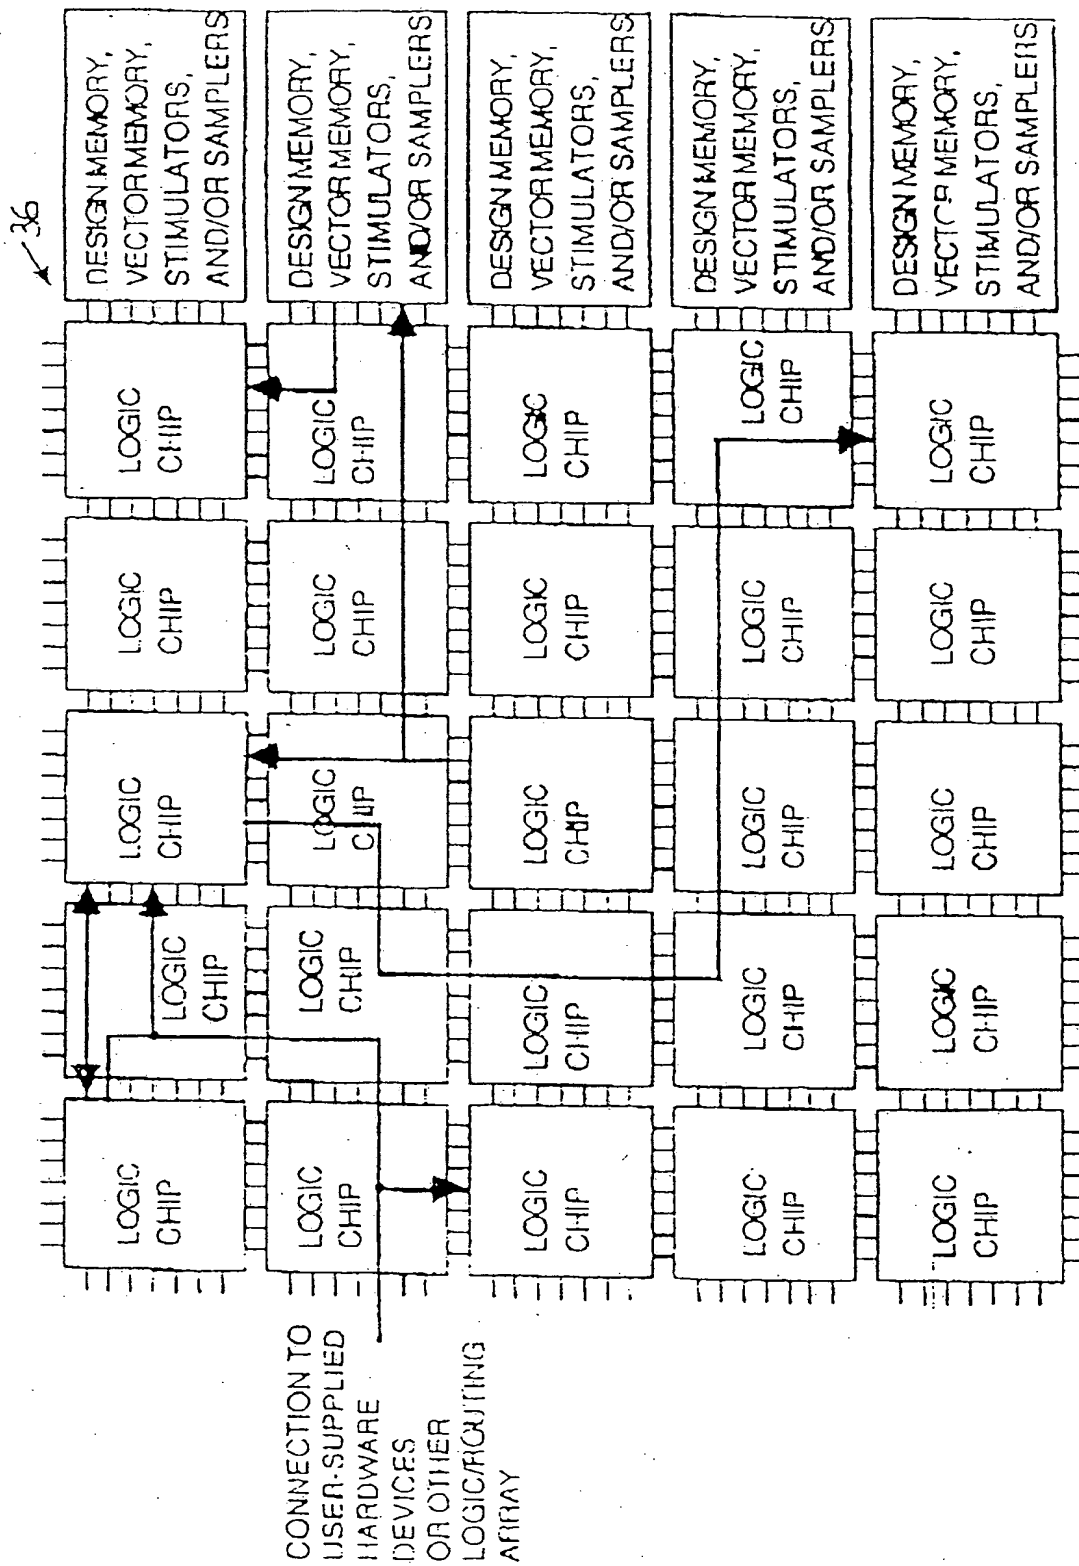 36
LOGIC
CHIP
LOGIC
CHIP
LOGIC
CHIP
LOGIC
CHIP
LOGIC
CHIP
DESIGN MEMORY,
VECTOR MEMORY,
STIMULATORS,
AND/OR SAMPLERS
CONNECTION TO
USER-SUPPLIED
HARDWARE
DEVICES
OR OTHER
LOGIC/ROUTING
ARRAY
LOGIC
CHIP
LOGIC
CHIP
LOGIC
CHIP
LOGIC
CHIP
LOGIC
CHIP
DESIGN MEMORY,
VECTOR MEMORY,
STIMULATORS,
AND/OR SAMPLERS
LOGIC
CHIP
LOGIC
CHIP
LOGIC
CHIP
LOGIC
CHIP
LOGIC
CHIP
DESIGN MEMORY,
VECTOR MEMORY,
STIMULATORS,
AND/OR SAMPLERS
LOGIC
CHIP
LOGIC
CHIP
LOGIC
CHIP
LOGIC
CHIP
LOGIC
CHIP
DESIGN MEMORY,
VECTOR MEMORY,
STIMULATORS,
AND/OR SAMPLERS
LOGIC
CHIP
LOGIC
CHIP
LOGIC
CHIP
LOGIC
CHIP
LOGIC
CHIP
DESIGN MEMORY,
VECTOR MEMORY,
STIMULATORS,
AND/OR SAMPLERS